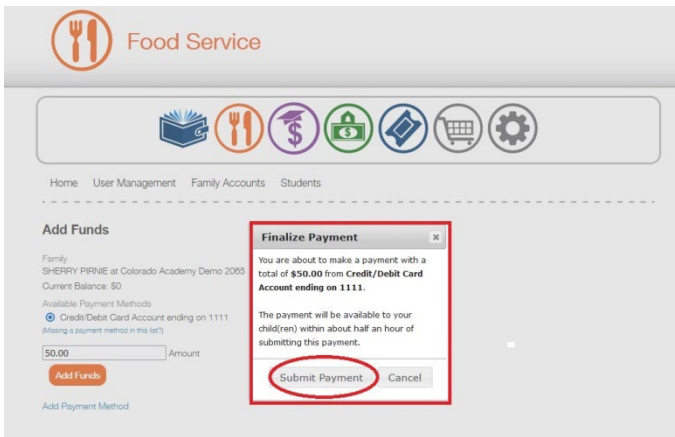 Food Service
$
$
Home User Management Family Accounts Students
Add Funds
Family
SHERRY PIRNIE at Colorado Academy Demo 2065
Current Balance: $0
Available Payment Methods
Credit/Debit Card Account ending on 1111
(Missing a payment method in this list?)
50.00 Amount
Add Funds
Add Payment Method
Finalize Payment x
You are about to make a payment with a
total of $50.00 from Credit/Debit Card
Account ending on 1111.
The payment will be available to your
child(ren) within about half an hour of
submitting this payment.
Submit Payment Cancel